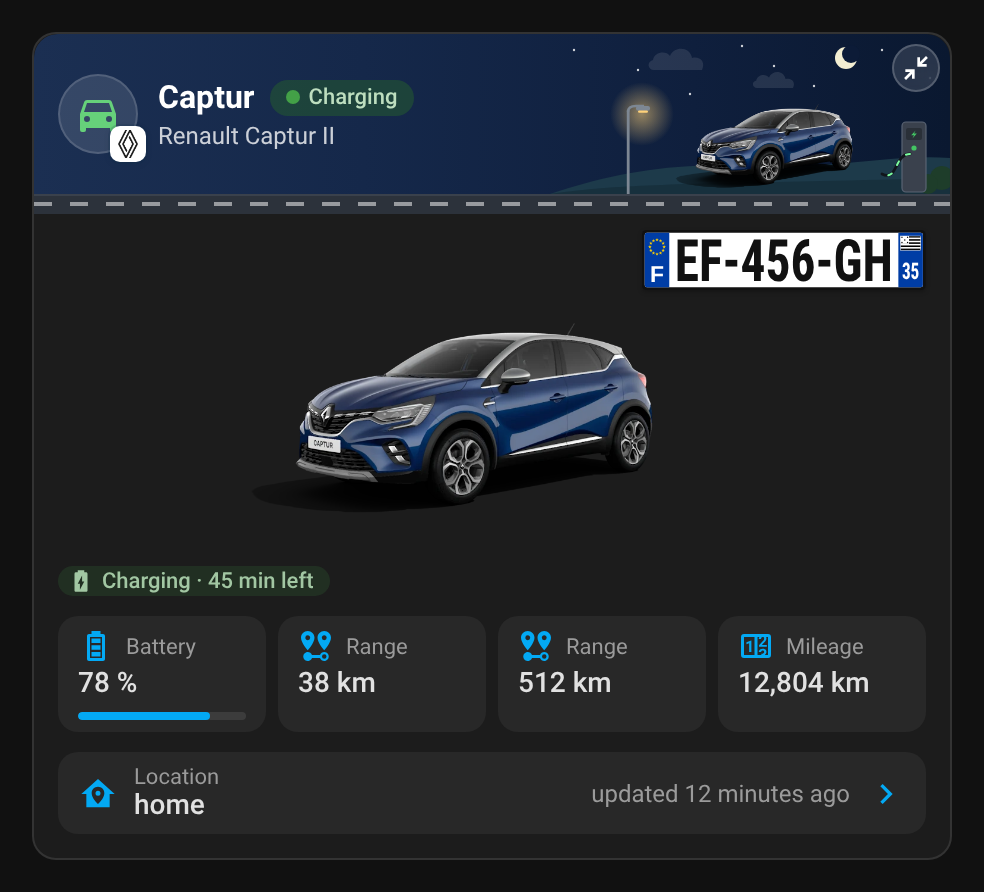 Captur
Charging
Renault Captur II
F
EF-456-GH
35
CAPTUR
Charging · 45 min left
Battery
78 %
Range
38 km
Range
512 km
Mileage
12,804 km
Location
home
updated 12 minutes ago